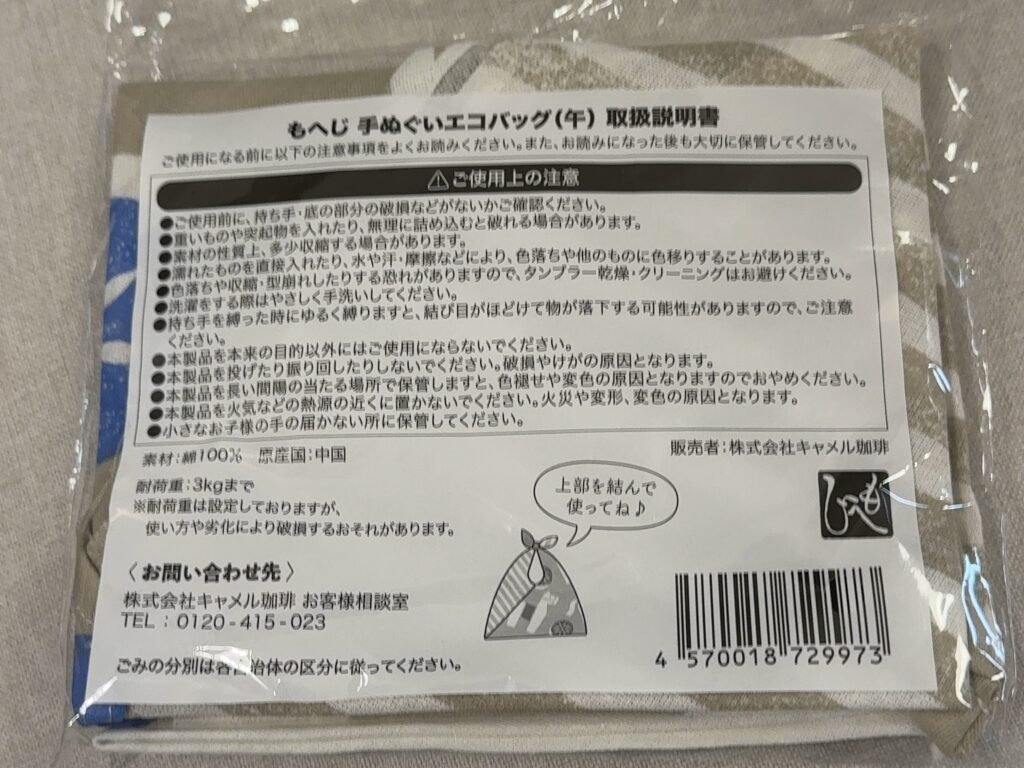 もへじ 手ぬぐいエコバッグ(午) 取扱説明書
ご使用になる前に以下の注意事項をよくお読みください。また、お読みになった後も大切に保管してください。
⚠ご使用上の注意
●ご使用前に、持ち手・底の部分の破損などがないかご確認ください。
●重いものや突起物を入れたり、無理に詰め込むと破れる場合があります。
●素材の性質上、多少収縮する場合があります。
●濡れたものを直接入れたり、水や汗・摩擦などにより、色落ちや他のものに色移りすることがあります。
●色落ちや収縮・型崩れしたりする恐れがありますので、タンブラー乾燥・クリーニングはお避けください。
●洗濯をする際はやさしく手洗いしてください。
●持ち手を縛った時にゆるく縛りますと、結び目がほどけて物が落下する可能性がありますので、ご注意
ください。
●本製品を本来の目的以外にはご使用にならないでください。
●本製品を投げたり振り回したりしないでください。破損やけがの原因となります。
●本製品を長い間陽の当たる場所で保管しますと、色褪せや変色の原因となりますのでおやめください。
●本製品を火気などの熱源の近くに置かないでください。火災や変形、変色の原因となります。
●小さなお子様の手の届かない所に保管してください。
素材:綿100% 原産国:中国
販売者:株式会社キャメル珈琲
耐荷重:3kgまで
※耐荷重は設定しておりますが、
使い方や劣化により破損するおそれがあります。
上部を結んで
使ってね♪
もへじ
〈お問い合わせ先〉
株式会社キャメル珈琲 お客様相談室
TEL:0120-415-023
ごみの分別は各自治体の区分に従ってください。
4 570018 729973